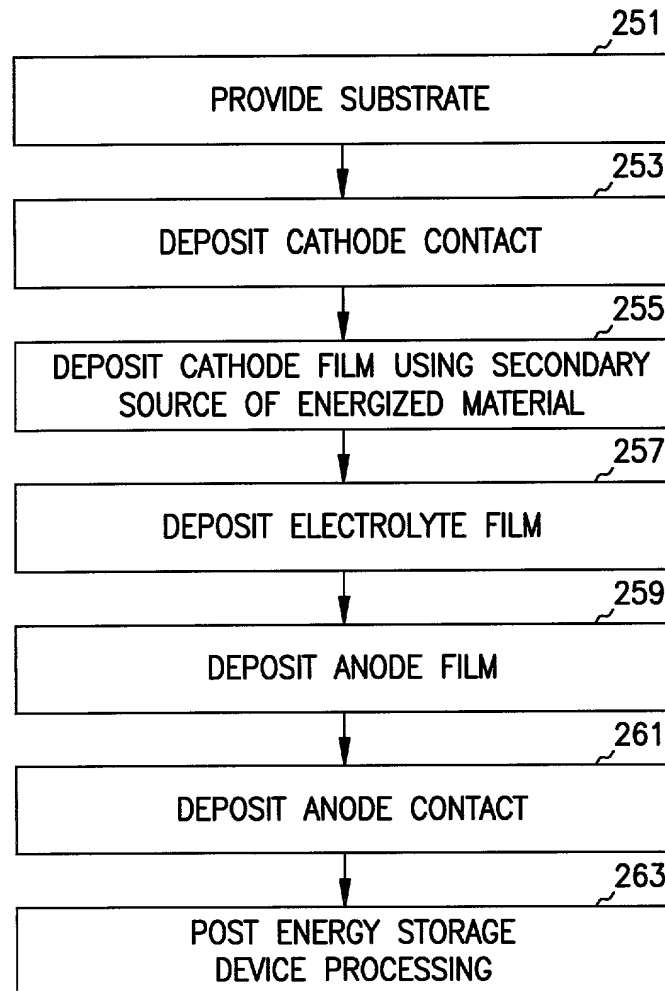 251
PROVIDE SUBSTRATE
253
DEPOSIT CATHODE CONTACT
255
DEPOSIT CATHODE FILM USING SECONDARY
SOURCE OF ENERGIZED MATERIAL
257
DEPOSIT ELECTROLYTE FILM
259
DEPOSIT ANODE FILM
261
DEPOSIT ANODE CONTACT
263
POST ENERGY STORAGE
DEVICE PROCESSING